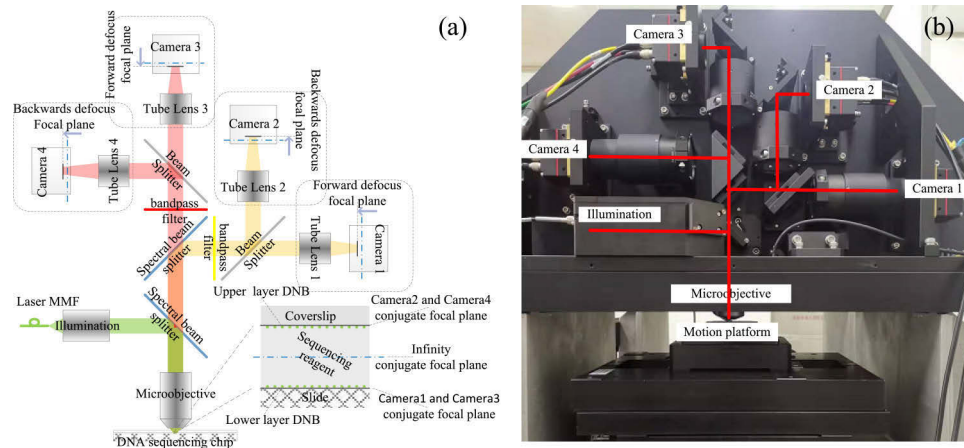 (a)
Camera 3
Forward defocus
focal plane
Tube Lens 3
Backwards defocus
Focal plane
Camera 4
Tube Lens 4
Beam
Splitter
Camera 2
Backwards defocus
focal plane
Tube Lens 2
Forward defocus
focal plane
bandpass
filter
Spectral beam
splitter
bandpass
filter
Beam
Splitter
Tube Lens 1
Camera 1
Laser MMF
Illumination
Spectral beam
splitter
Upper layer DNB
Coverslip
Sequencing
reagent
Slide
Camera2 and Camera4
conjugate focal plane
Infinity
conjugate focal plane
Camera1 and Camera3
conjugate focal plane
Microobjective
Lower layer DNB
DNA sequencing chip
(b)
Camera 3
Camera 2
Camera 4
Camera 1
Illumination
Microobjective
Motion platform